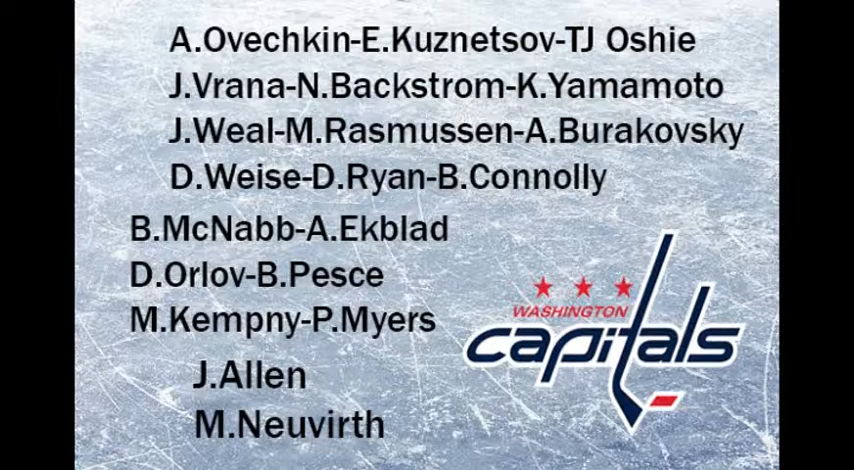 A.Ovechkin-E.Kuznetsov-TJ Oshie
J.Vrana-N.Backstrom-K.Yamamoto
J.Weal-M.Rasmussen-A.Burakovsky
D.Weise-D.Ryan-B.Connolly
B.McNabb-A.Ekblad
D.Orlov-B.Pesce
M.Kempny-P.Myers
J.Allen
M.Neuvirth
WASHINGTON
capitals